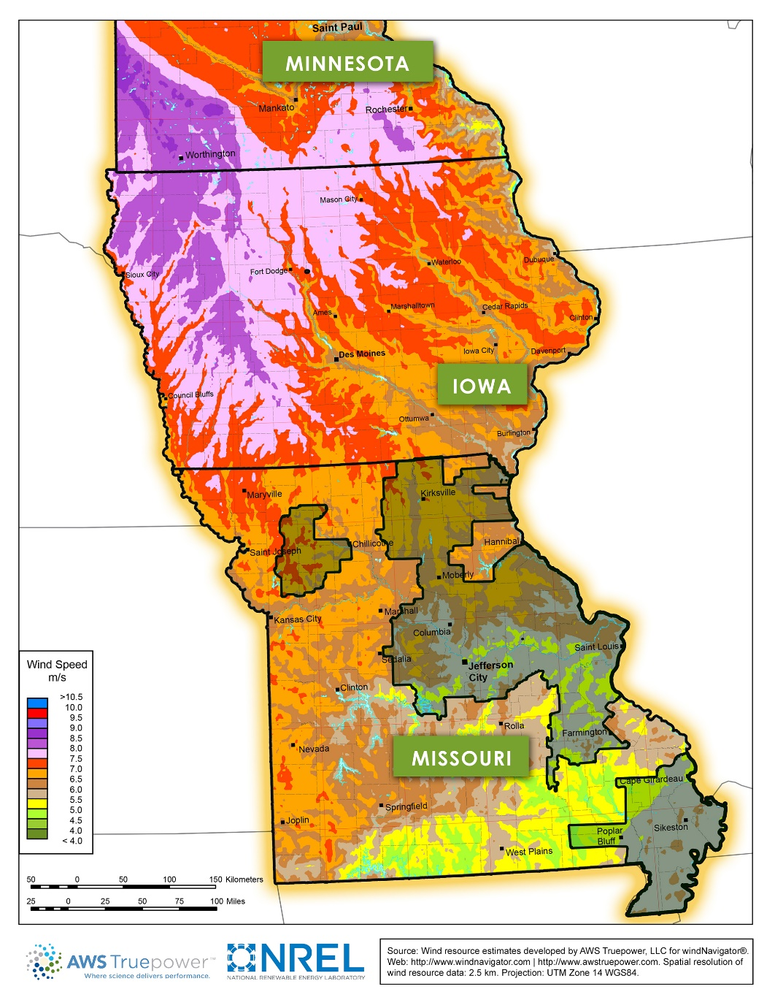 Saint Paul
MINNESOTA
Mankato
Rochester
Worthington
Mason City
Waterloo
Dubuque
Sioux City
Fort Dodge
Marshalltown
Cedar Rapids
Ames
Clinton
Iowa City
Davenport
Des Moines
IOWA
Council Bluffs
Ottumwa
Burlington
Kirksville
Maryville
Hannibal
Chillicothe
Saint Joseph
Moberly
Marshall
Kansas City
Columbia
Saint Louis
Sedalia
Jefferson
City
Clinton
Rolla
Farmington
Nevada
MISSOURI
Cape Girardeau
Springfield
Joplin
Sikeston
Poplar
Bluff
West Plains
Wind Speed
m/s
>10.5
10.0
9.5
9.0
8.5
8.0
7.5
7.0
6.5
6.0
5.5
5.0
4.5
4.0
< 4.0
50 0 50 100 150 Kilometers
25 0 25 50 75 100 Miles
AWS Truepower™
Where science delivers performance.
NREL
NATIONAL RENEWABLE ENERGY LABORATORY
Source: Wind resource estimates developed by AWS Truepower, LLC for windNavigator®.
Web: http://www.windnavigator.com | http://www.awstruepower.com. Spatial resolution of
wind resource data: 2.5 km. Projection: UTM Zone 14 WGS84.